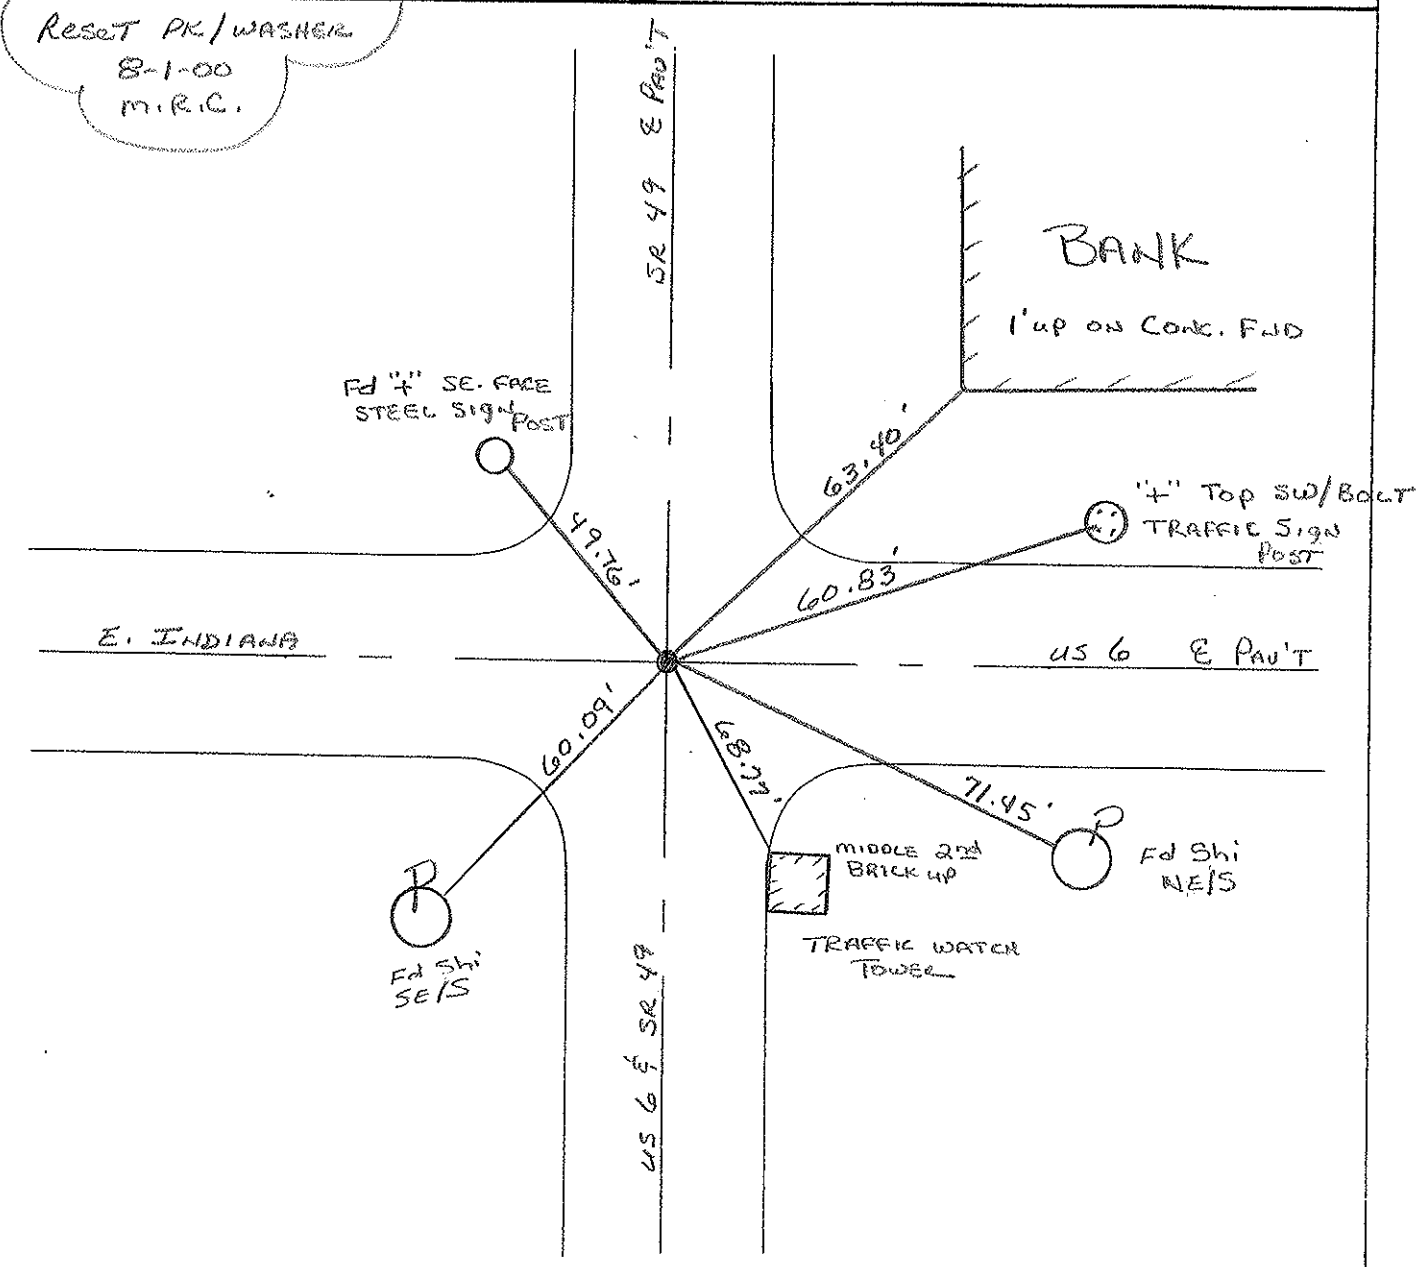 RESET PK/WASHER
8-1-00
M.R.C.
SR 49 ℄ PAV'T
BANK
1' UP ON CONC. FND
Fd "+" SE. FACE
STEEL SIGN POST
63.40'
"+" TOP SW/BOLT
TRAFFIC SIGN
POST
49.76'
60.83'
E. INDIANA
US 6 ℄ PAV'T
60.09'
68.77'
71.45'
P
MIDDLE 2nd
BRICK UP
Fd Shi
NE/S
P
Fd Shi
SE/S
TRAFFIC WATCH
TOWER
US 6 & SR 49